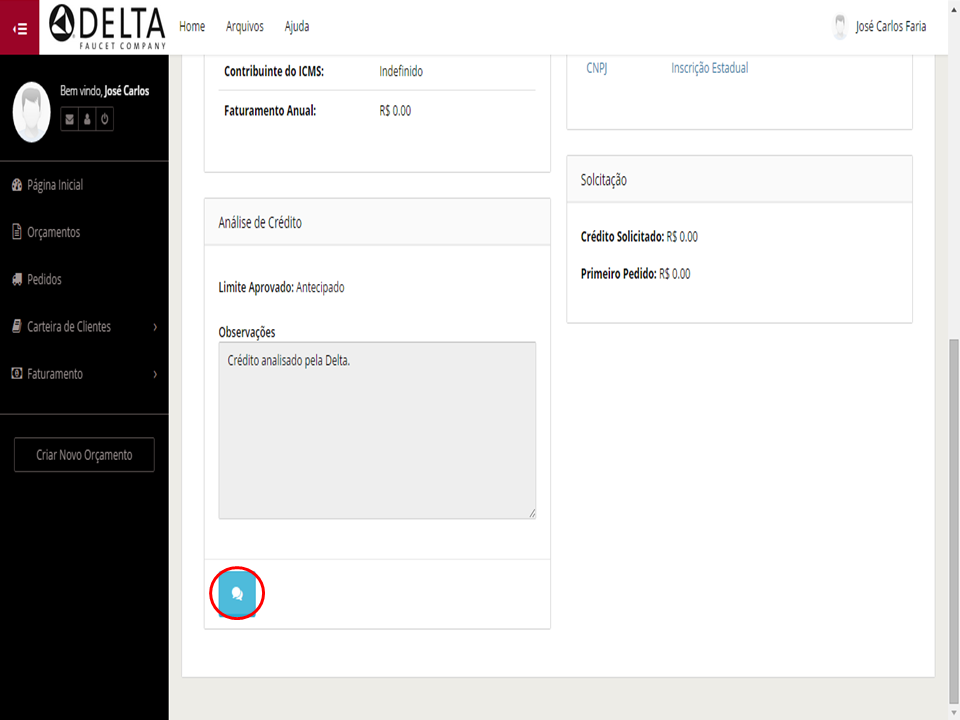 DELTA
FAUCET COMPANY
Home Arquivos Ajuda
José Carlos Faria
Bem vindo, José Carlos
Página Inicial
Orçamentos
Pedidos
Carteira de Clientes
Faturamento
Criar Novo Orçamento
Contribuinte do ICMS: Indefinido
Faturamento Anual: R$ 0.00
Análise de Crédito
Limite Aprovado: Antecipado
Observações
Crédito analisado pela Delta.
CNPJ Inscrição Estadual
Solcitação
Crédito Solicitado: R$ 0.00
Primeiro Pedido: R$ 0.00